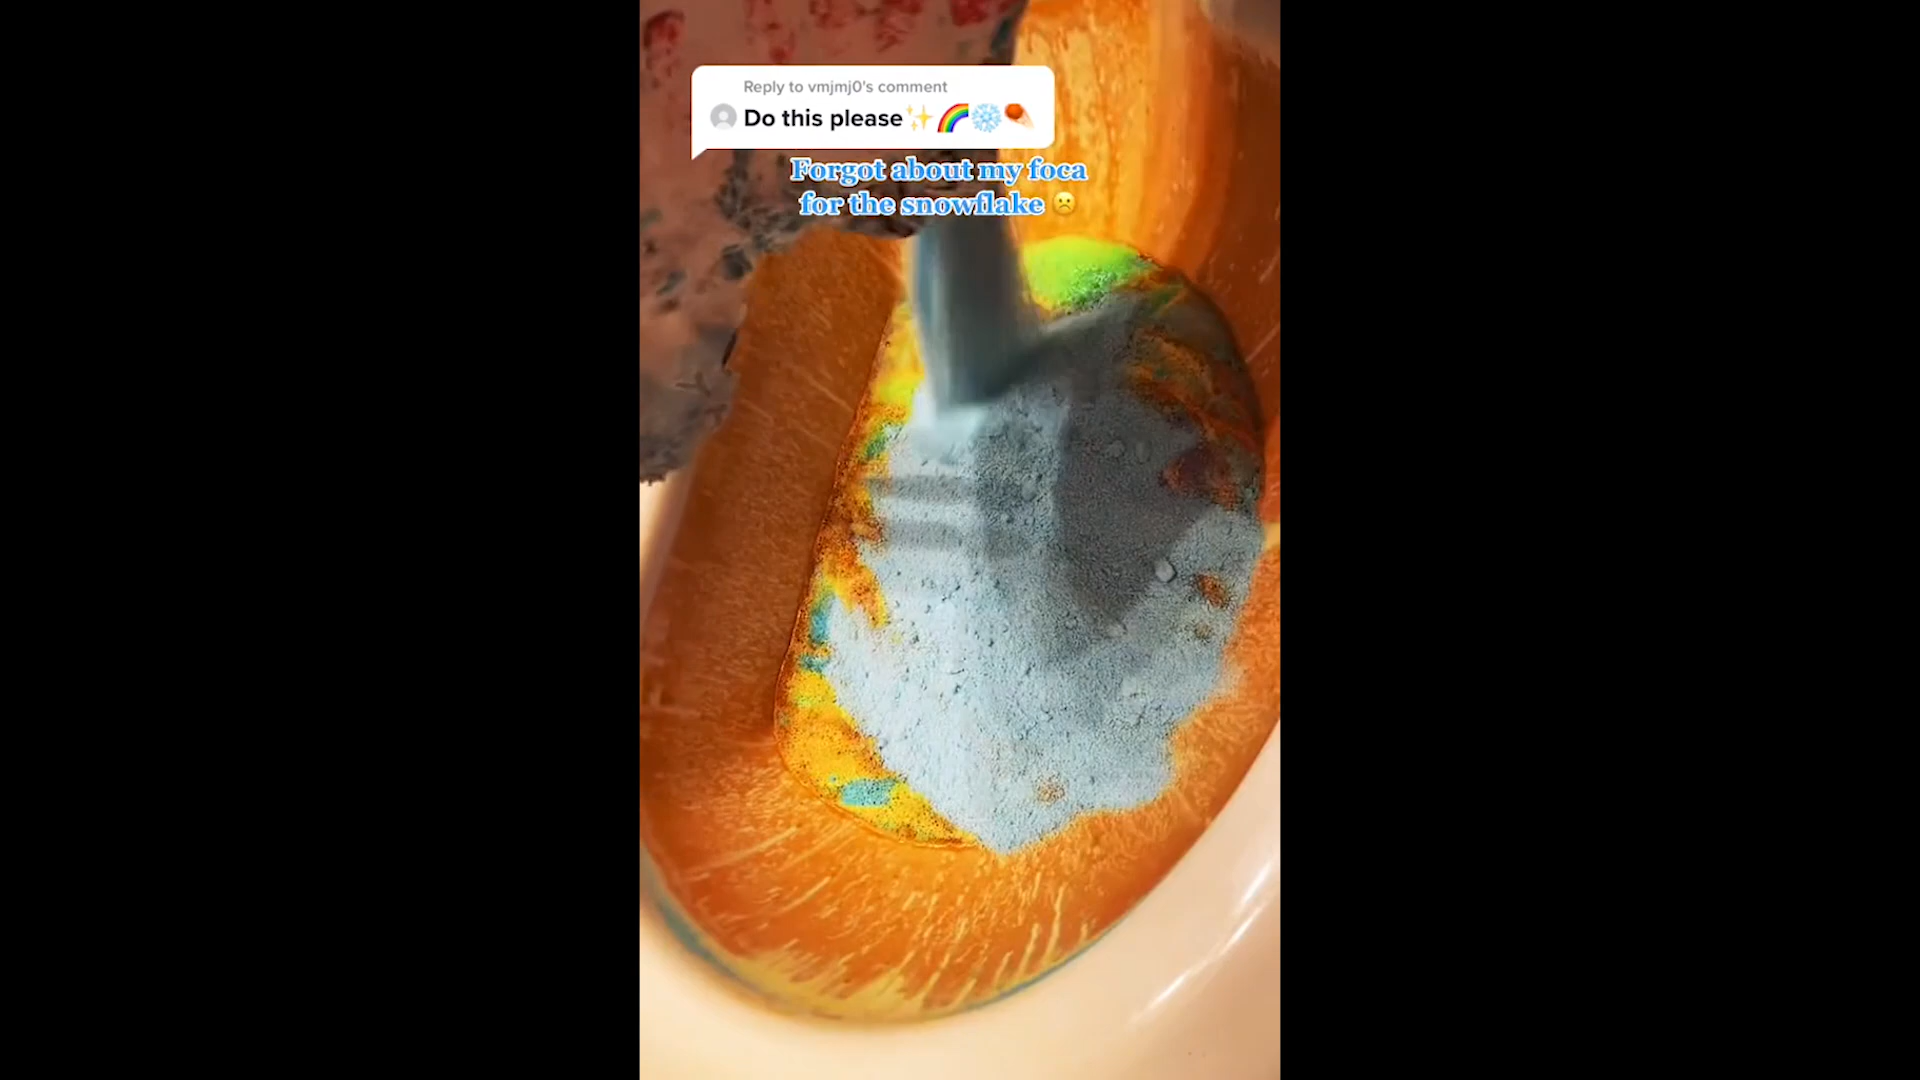 Reply to vmjmj0's comment
Do this please✨🌈❄️☄️
Forgot about my foca
for the snowflake ☹️